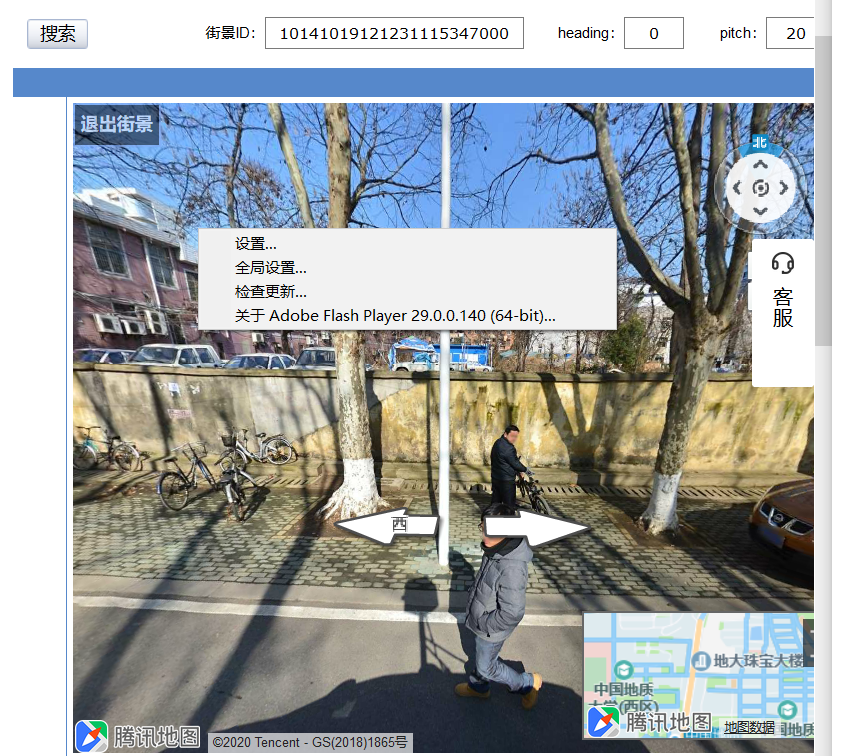 搜索
街景ID: 10141019121231115347000 heading: 0 pitch: 20
退出街景
北
设置...
全局设置...
检查更新...
关于 Adobe Flash Player 29.0.0.140 (64-bit)...
客服
西
地大珠宝大楼
中国地质
大学(西区)
腾讯地图
地图数据
腾讯地图
©2020 Tencent - GS(2018)1865号